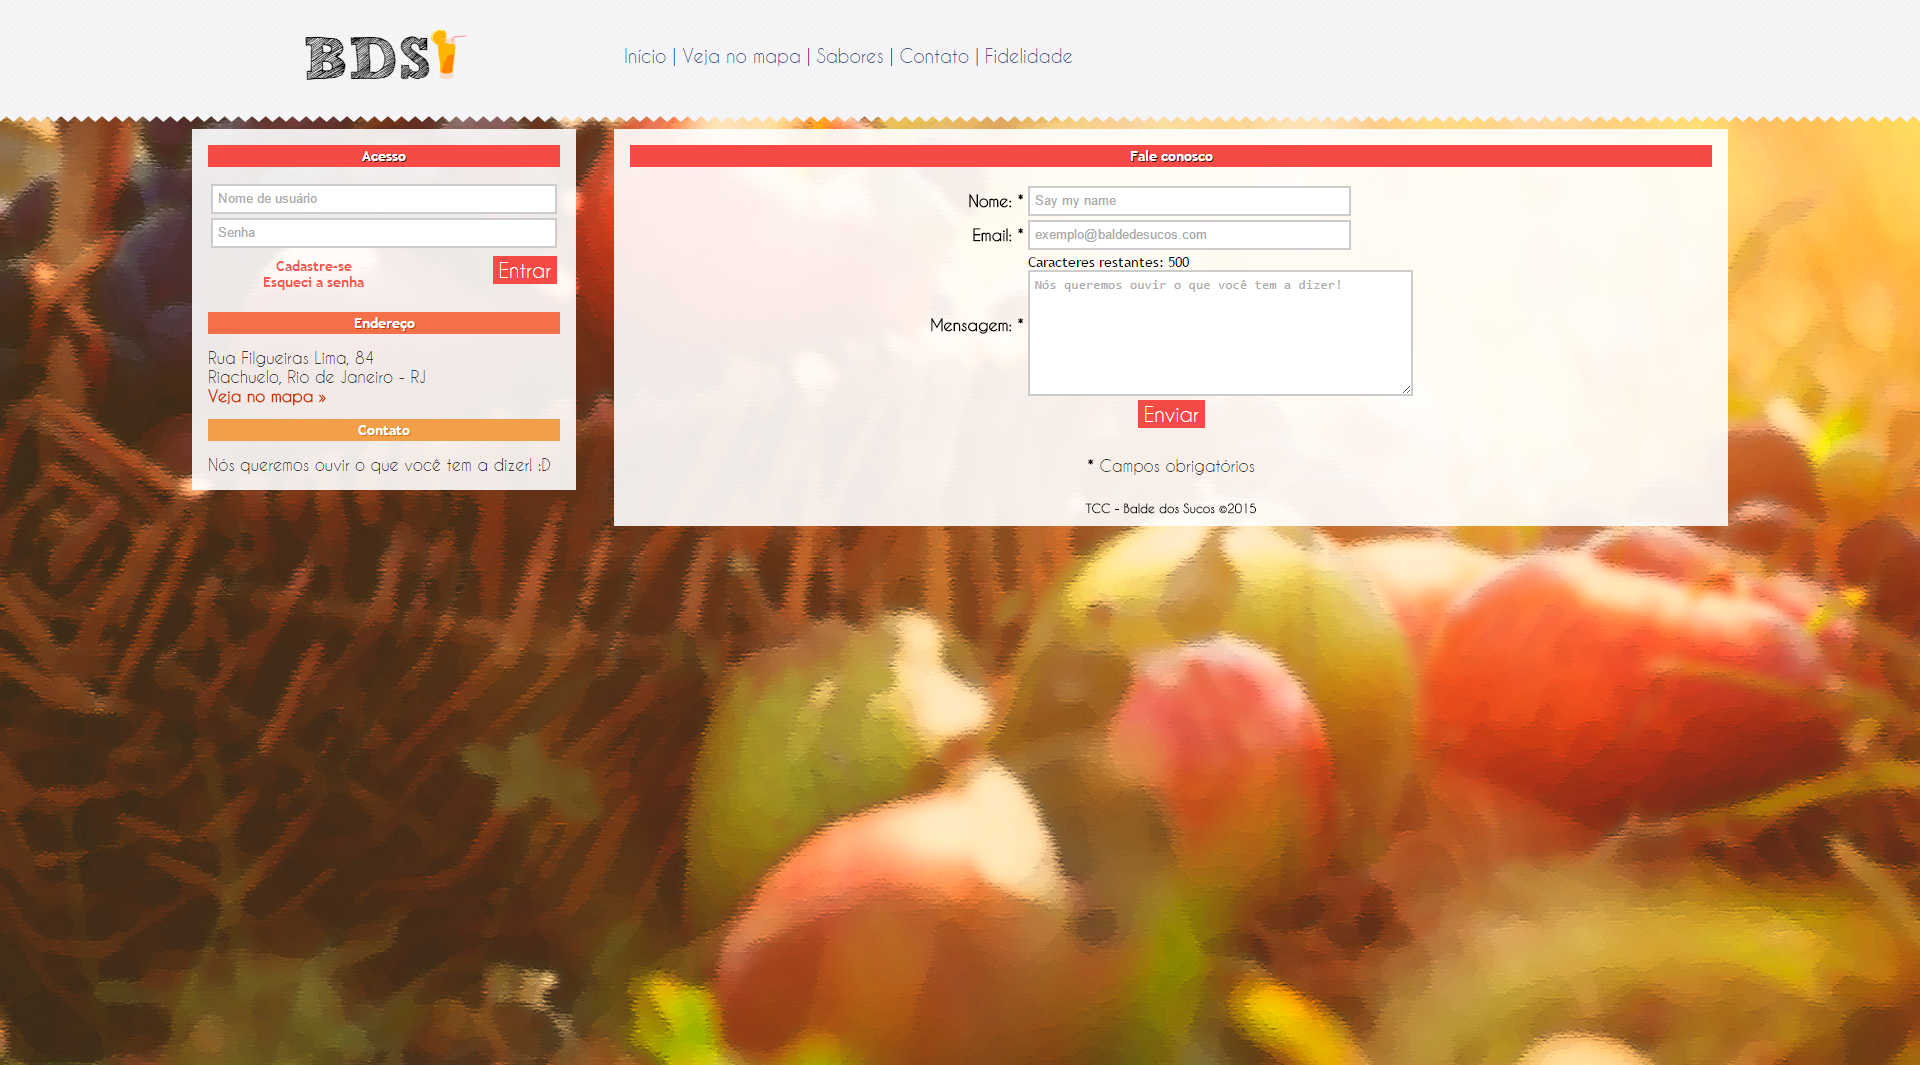 BDS
Início | Veja no mapa | Sabores | Contato | Fidelidade
Acesso
Nome de usuário
Senha
Cadastre-se
Esqueci a senha
Entrar
Endereço
Rua Filgueiras Lima, 84
Riachuelo, Rio de Janeiro - RJ
Veja no mapa »
Contato
Nós queremos ouvir o que você tem a dizer! :D
Fale conosco
Nome: * Say my name
Email: * exemplo@baldedesucos.com
Caracteres restantes: 500
Mensagem: * Nós queremos ouvir o que você tem a dizer!
Enviar
* Campos obrigatórios
TCC - Balde dos Sucos ©2015